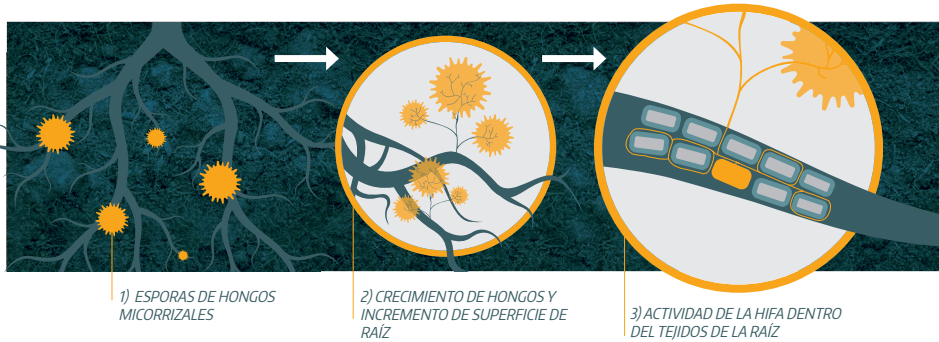 1) ESPORAS DE HONGOS
MICORRIZALES
2) CRECIMIENTO DE HONGOS Y
INCREMENTO DE SUPERFICIE DE
RAÍZ
3) ACTIVIDAD DE LA HIFA DENTRO
DEL TEJIDOS DE LA RAÍZ